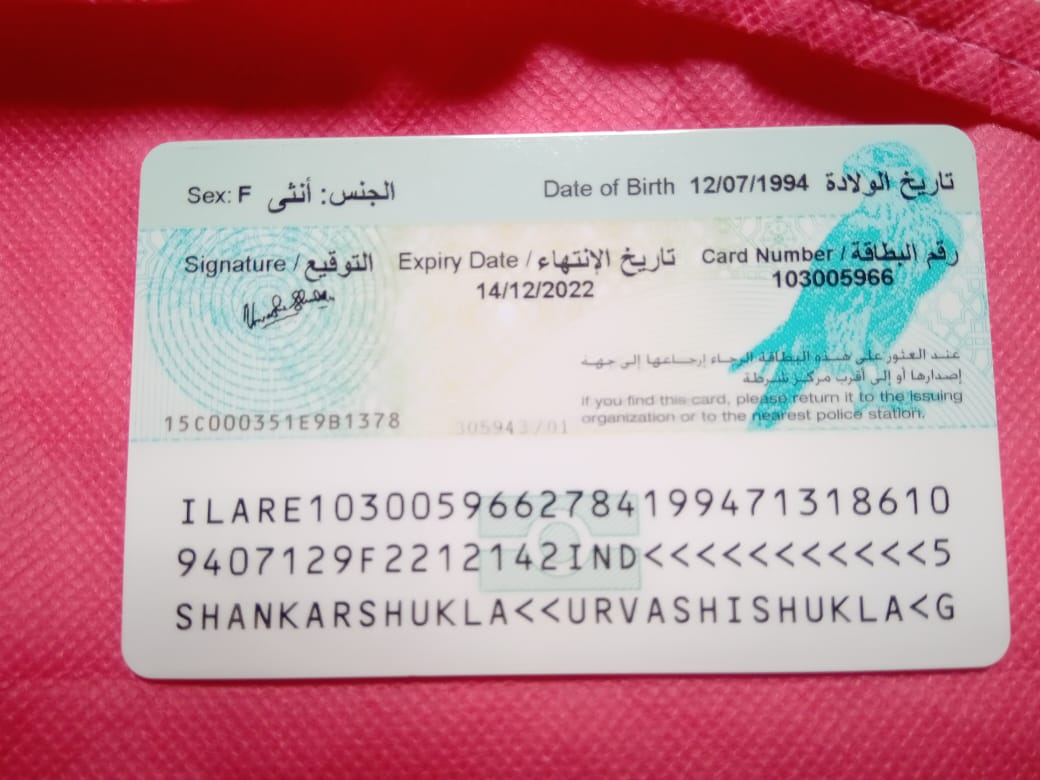 Sex: F الجنس: أنثى
Date of Birth 12/07/1994 تاريخ الولادة
Signature / التوقيع
Expiry Date / تاريخ الإنتهاء
14/12/2022
Card Number / رقم البطاقة
103005966
عند العثور على هذه البطاقة الرجاء إرجاعها إلى جهة
إصدارها أو إلى أقرب مركز شرطة
If you find this card, please return it to the issuing
organization or to the nearest police station.
15C000351E9B1378
305943/01
ILARE1030059662784199471318610
9407129F2212142IND<<<<<<<<<<<5
SHANKARSHUKLA<<URVASHISHUKLA<G